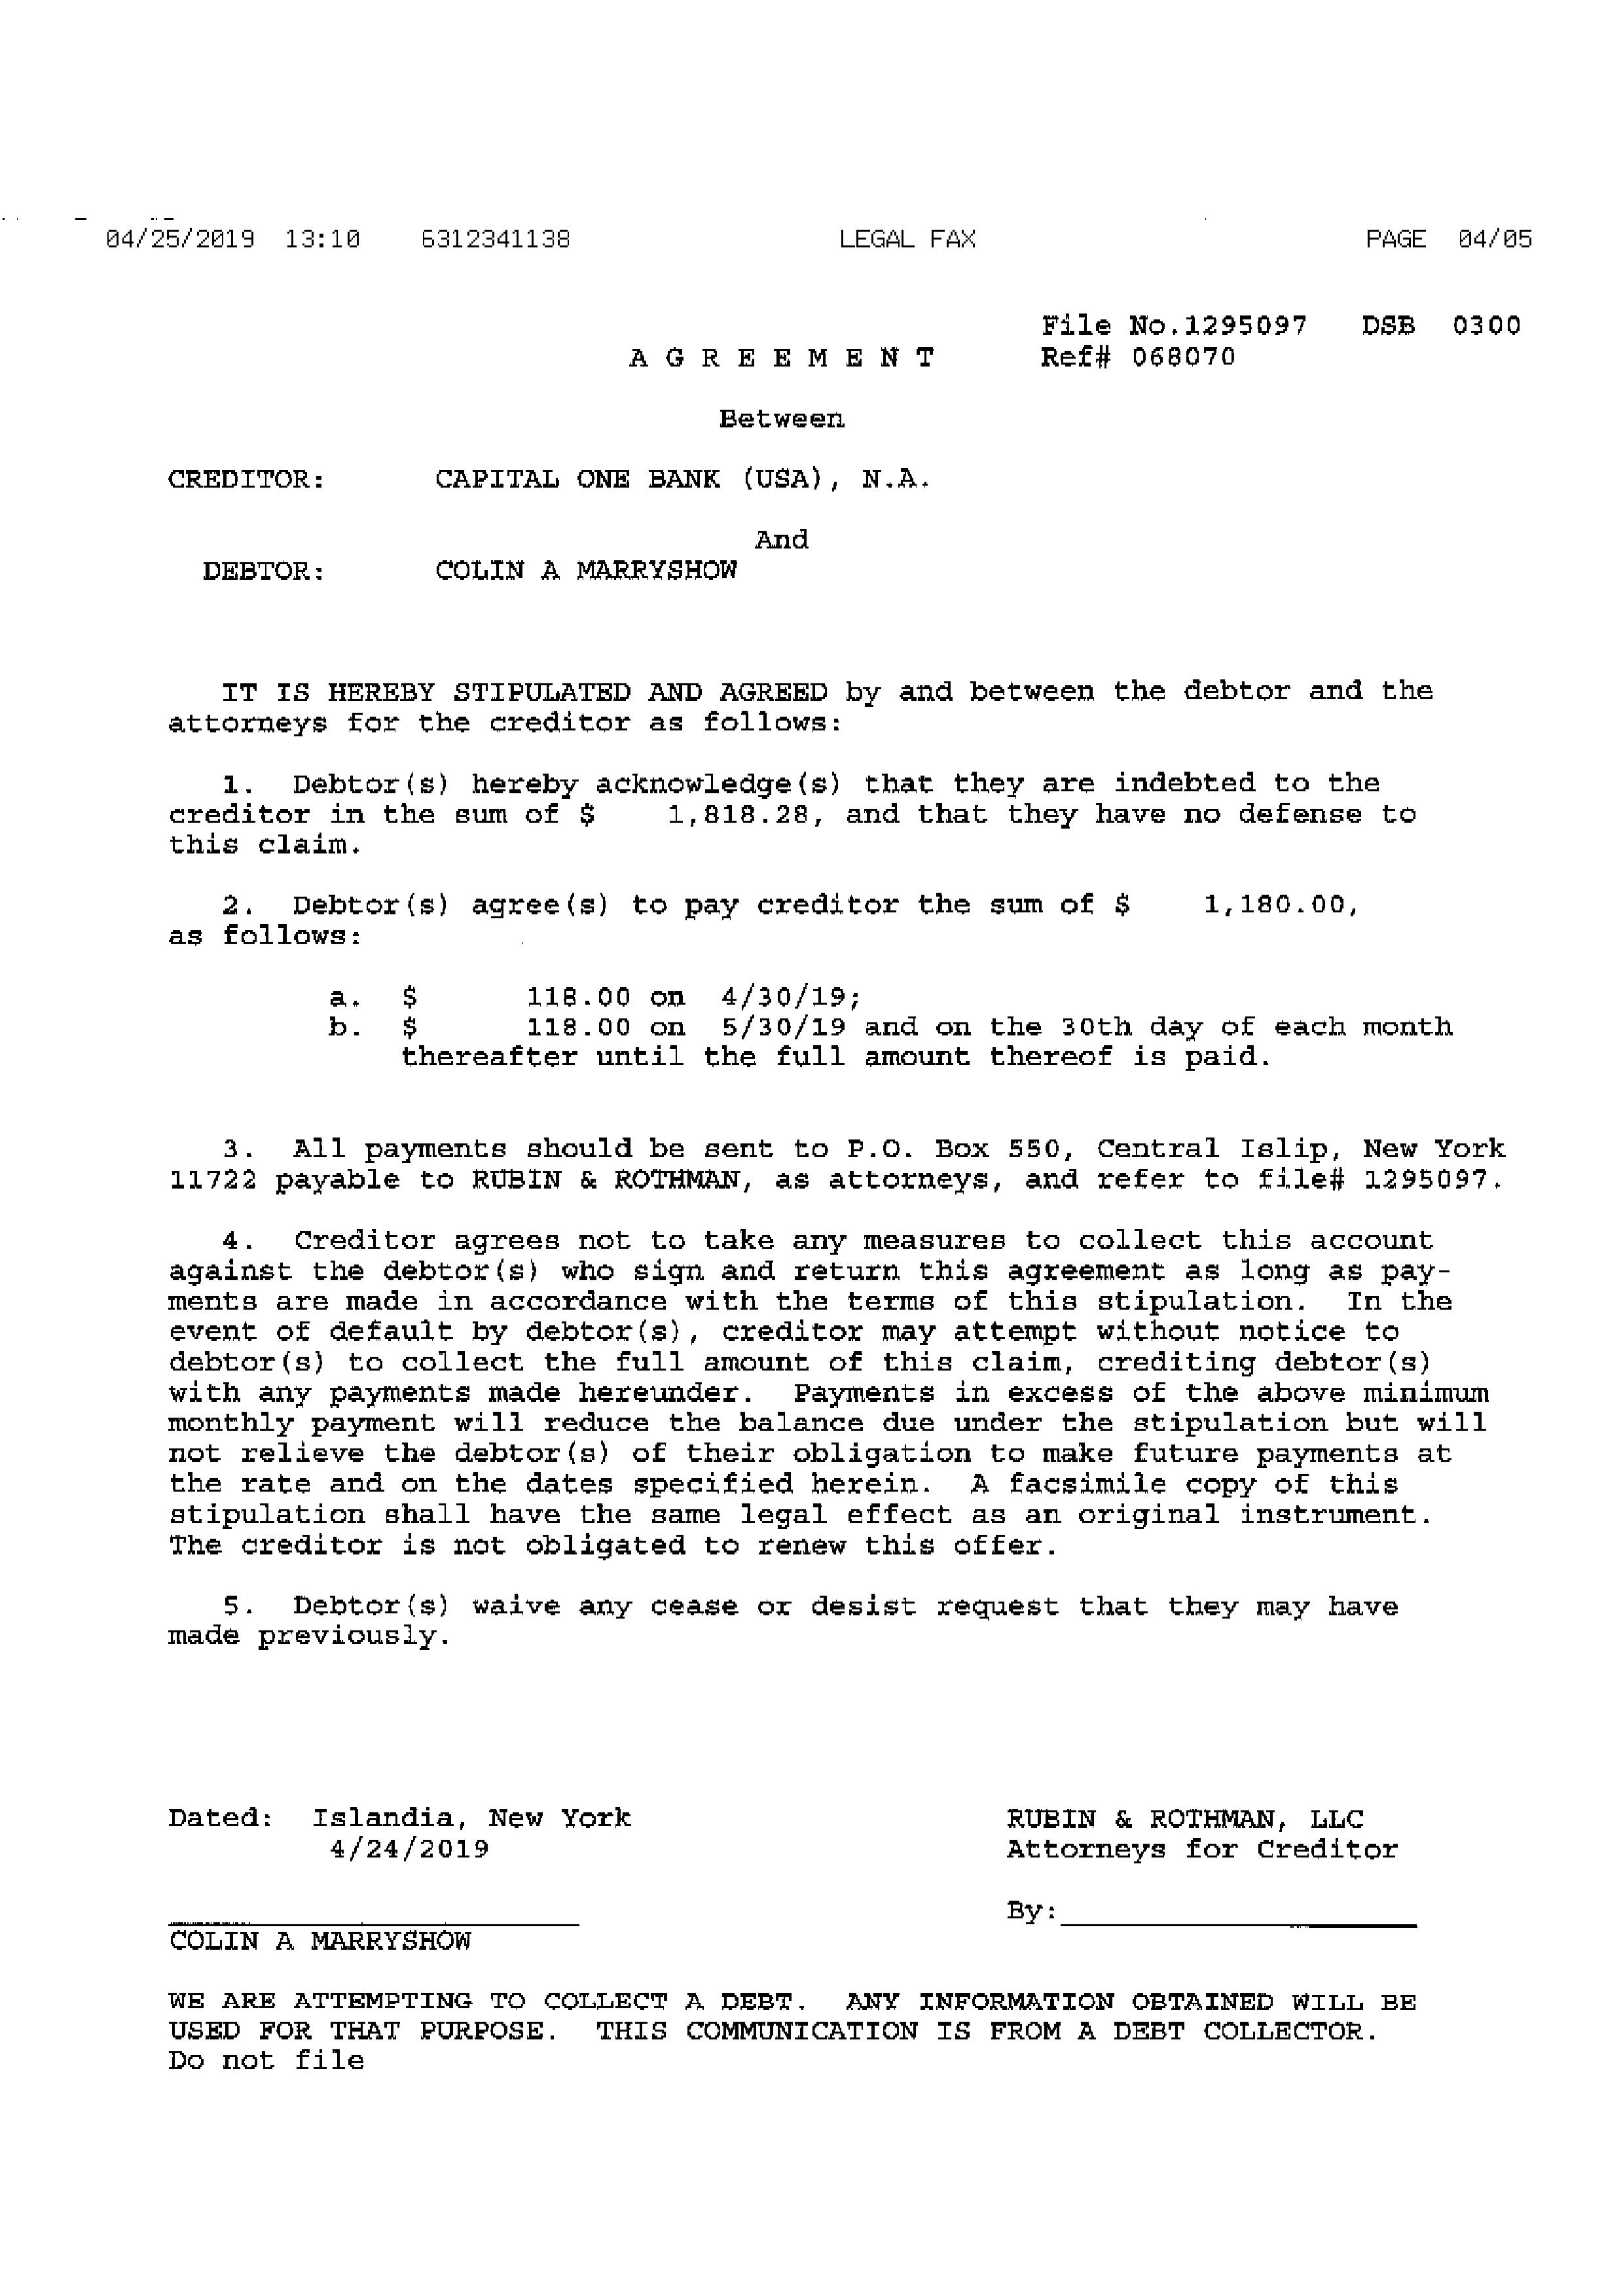 04/25/2019 13:10 6312341138 LEGAL FAX PAGE 04/05
File No.1295097 DSB 0300
A G R E E M E N T Ref# 068070
Between
CREDITOR: CAPITAL ONE BANK (USA), N.A.
And
DEBTOR: COLIN A MARRYSHOW
IT IS HEREBY STIPULATED AND AGREED by and between the debtor and the
attorneys for the creditor as follows:
1. Debtor(s) hereby acknowledge(s) that they are indebted to the
creditor in the sum of $ 1,818.28, and that they have no defense to
this claim.
2. Debtor(s) agree(s) to pay creditor the sum of $ 1,180.00,
as follows:
a. $ 118.00 on 4/30/19;
b. $ 118.00 on 5/30/19 and on the 30th day of each month
thereafter until the full amount thereof is paid.
3. All payments should be sent to P.O. Box 550, Central Islip, New York
11722 payable to RUBIN & ROTHMAN, as attorneys, and refer to file# 1295097.
4. Creditor agrees not to take any measures to collect this account
against the debtor(s) who sign and return this agreement as long as pay-
ments are made in accordance with the terms of this stipulation. In the
event of default by debtor(s), creditor may attempt without notice to
debtor(s) to collect the full amount of this claim, crediting debtor(s)
with any payments made hereunder. Payments in excess of the above minimum
monthly payment will reduce the balance due under the stipulation but will
not relieve the debtor(s) of their obligation to make future payments at
the rate and on the dates specified herein. A facsimile copy of this
stipulation shall have the same legal effect as an original instrument.
The creditor is not obligated to renew this offer.
5. Debtor(s) waive any cease or desist request that they may have
made previously.
Dated: Islandia, New York RUBIN & ROTHMAN, LLC
4/24/2019 Attorneys for Creditor
By:
COLIN A MARRYSHOW
WE ARE ATTEMPTING TO COLLECT A DEBT. ANY INFORMATION OBTAINED WILL BE
USED FOR THAT PURPOSE. THIS COMMUNICATION IS FROM A DEBT COLLECTOR.
Do not file